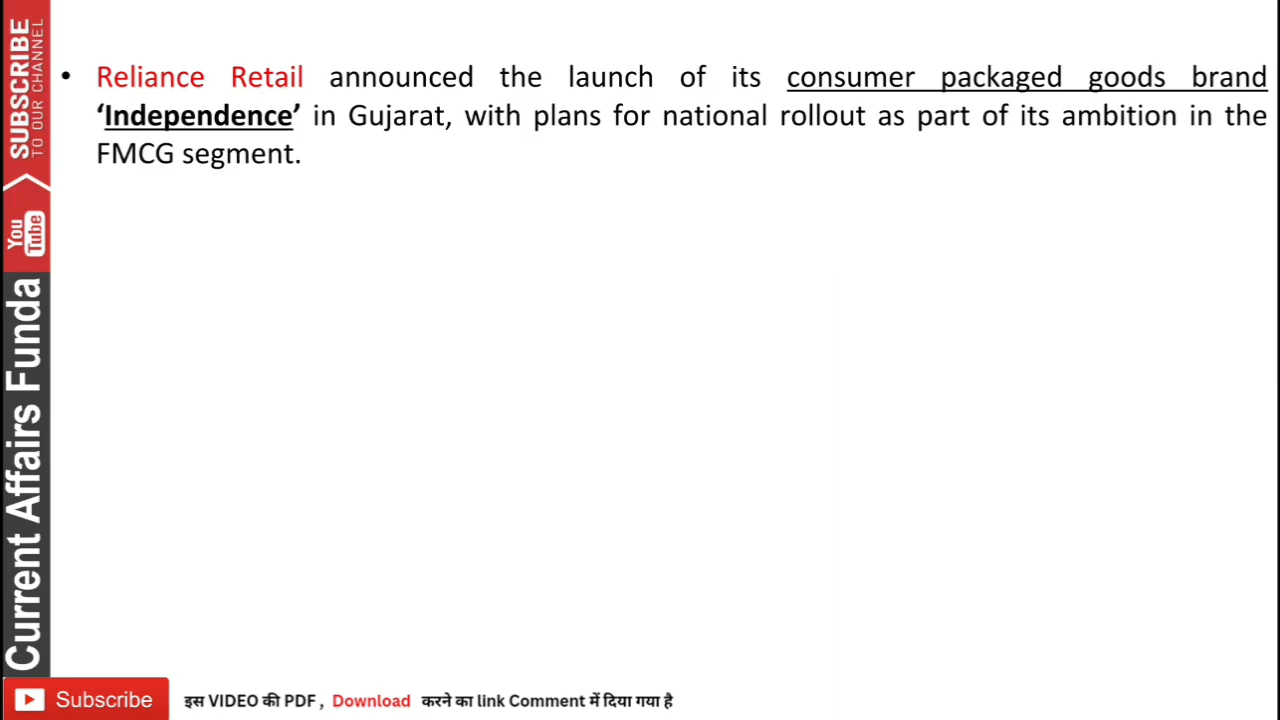 • Reliance Retail announced the launch of its consumer packaged goods brand
‘Independence’ in Gujarat, with plans for national rollout as part of its ambition in the
FMCG segment.
SUBSCRIBE
TO OUR CHANNEL
You
Tube
Current Affairs Funda
Subscribe
इस VIDEO की PDF , Download करने का link Comment में दिया गया है